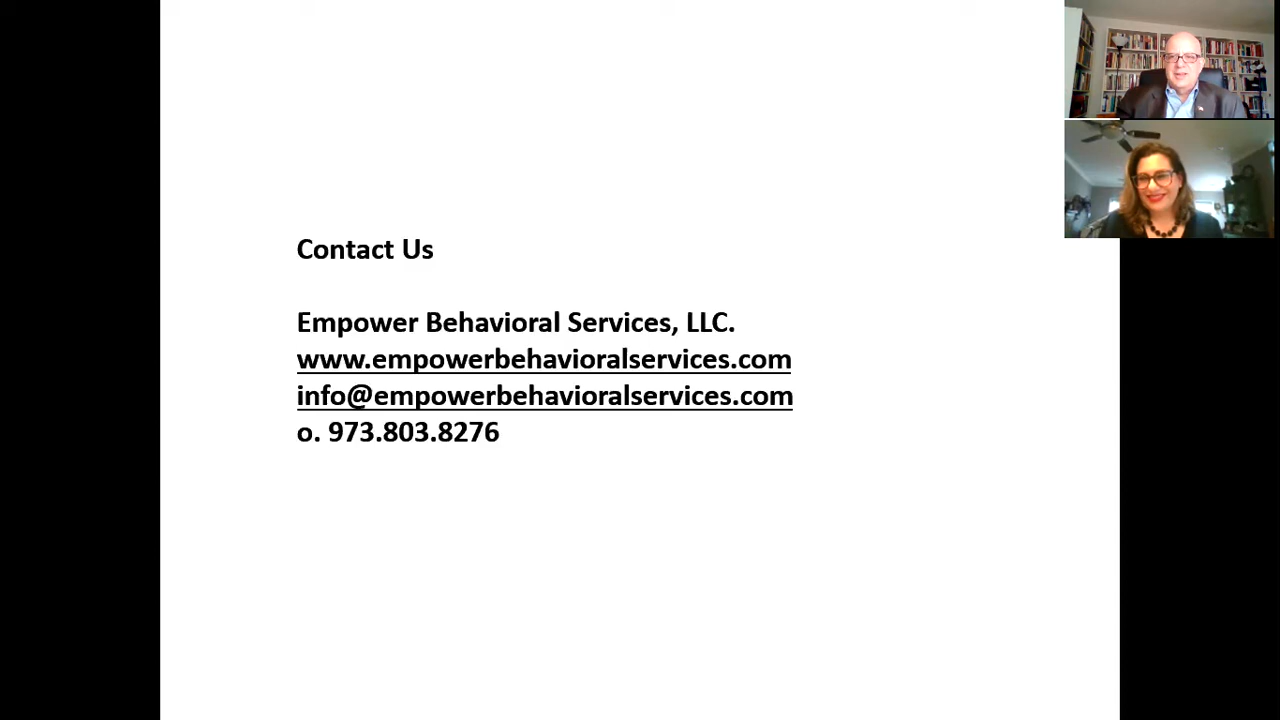 Contact Us
Empower Behavioral Services, LLC.
www.empowerbehavioralservices.com
info@empowerbehavioralservices.com
o. 973.803.8276